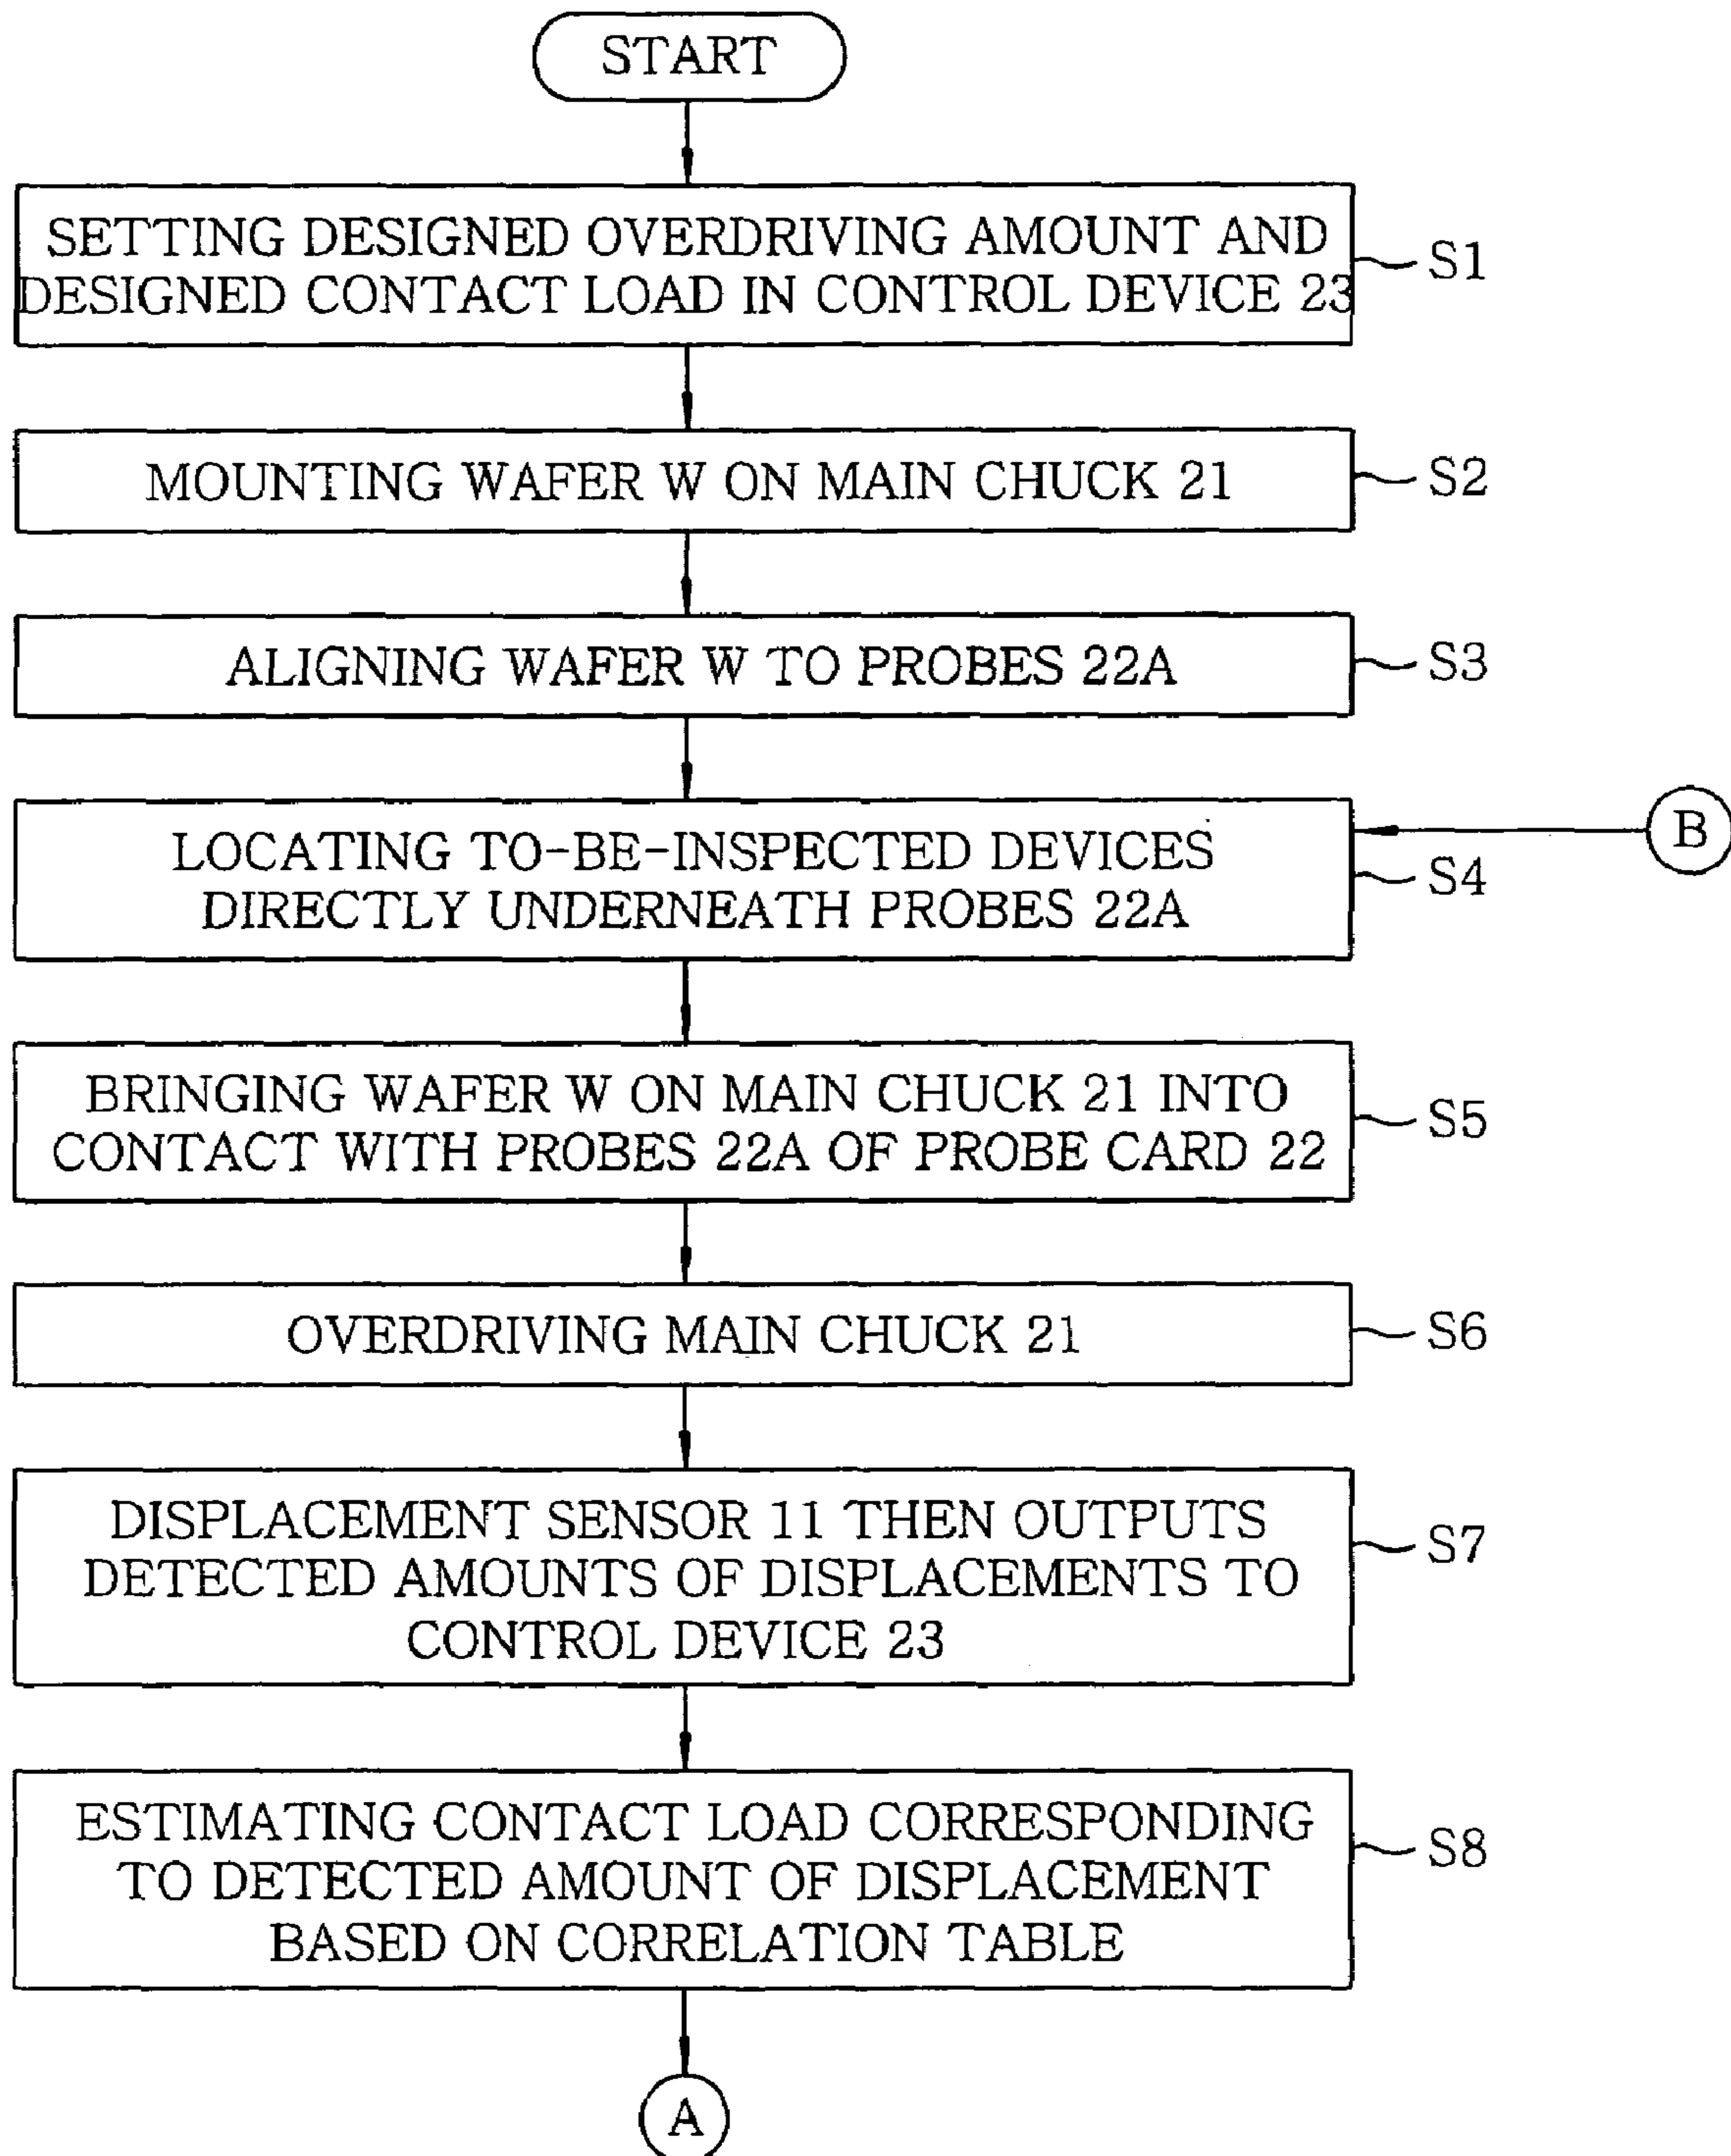 START
SETTING DESIGNED OVERDRIVING AMOUNT AND
DESIGNED CONTACT LOAD IN CONTROL DEVICE 23
S1
MOUNTING WAFER W ON MAIN CHUCK 21
S2
ALIGNING WAFER W TO PROBES 22A
S3
LOCATING TO-BE-INSPECTED DEVICES
DIRECTLY UNDERNEATH PROBES 22A
S4
B
BRINGING WAFER W ON MAIN CHUCK 21 INTO
CONTACT WITH PROBES 22A OF PROBE CARD 22
S5
OVERDRIVING MAIN CHUCK 21
S6
DISPLACEMENT SENSOR 11 THEN OUTPUTS
DETECTED AMOUNTS OF DISPLACEMENTS TO
CONTROL DEVICE 23
S7
ESTIMATING CONTACT LOAD CORRESPONDING
TO DETECTED AMOUNT OF DISPLACEMENT
BASED ON CORRELATION TABLE
S8
A